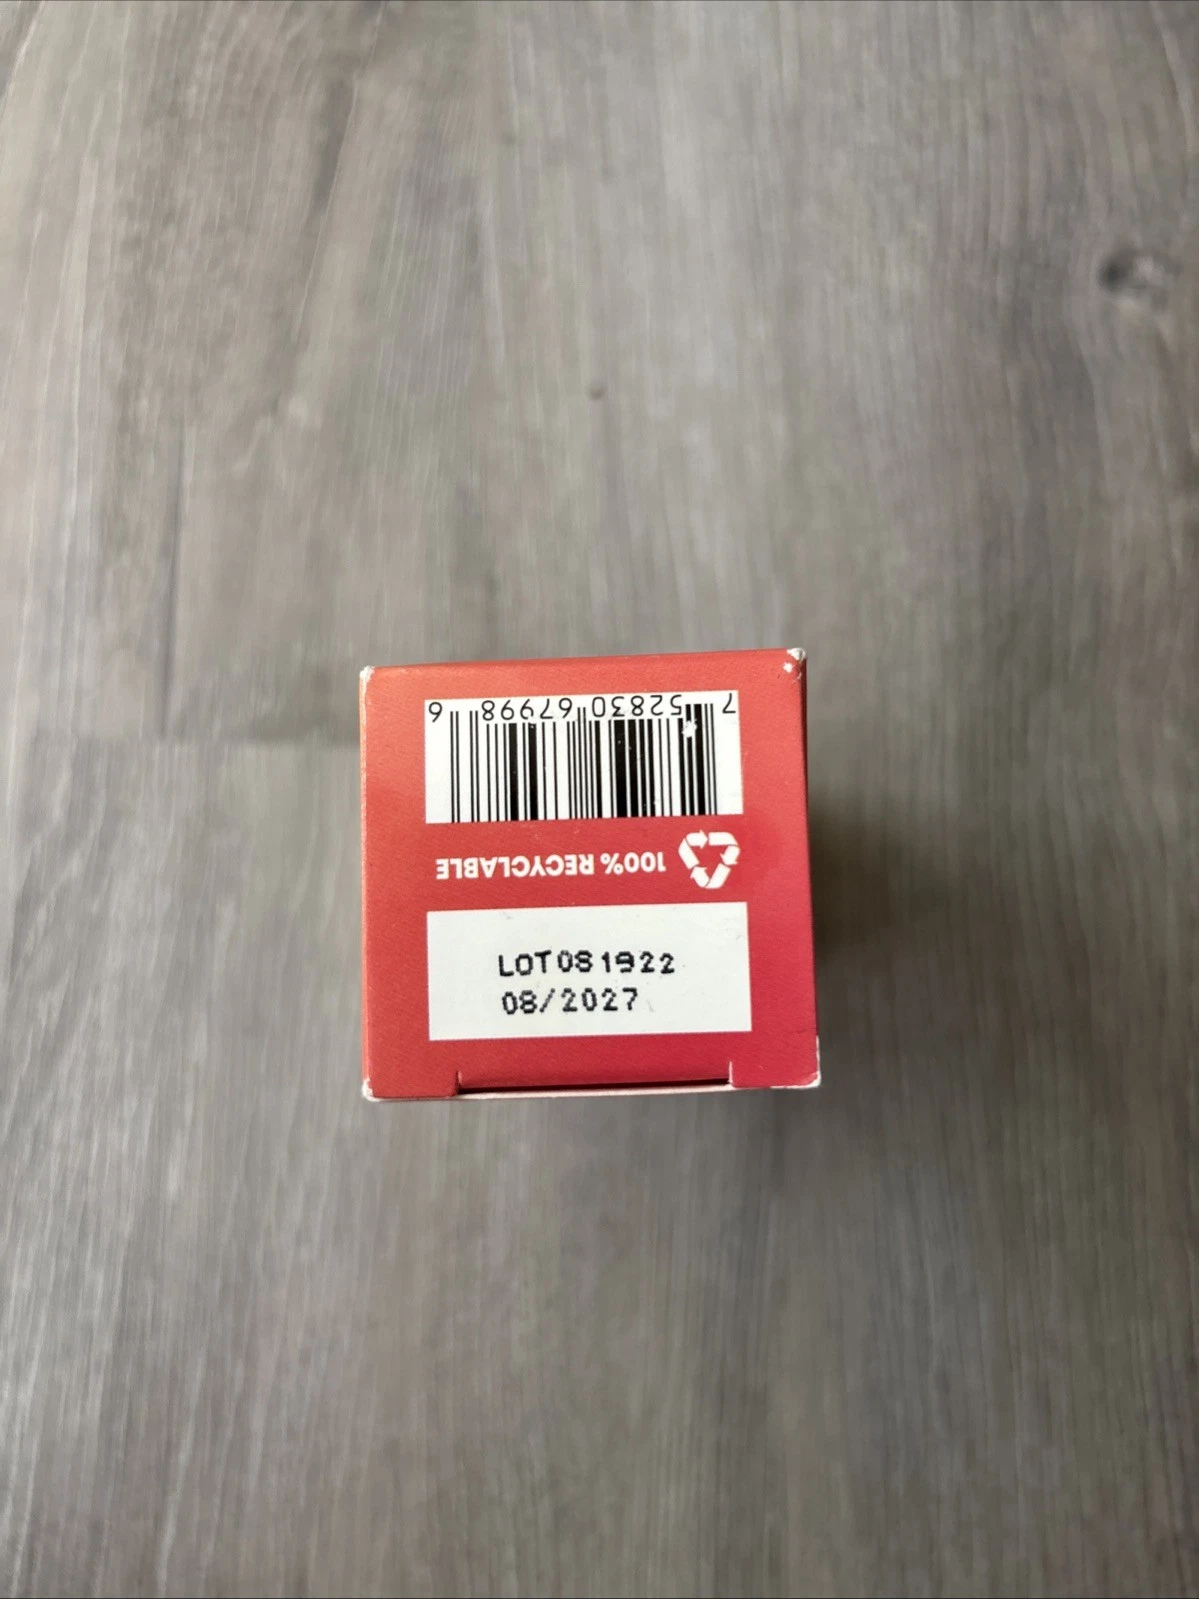 7 52830 67998 6
100% RECYCLABLE
LOT081922
08/2027